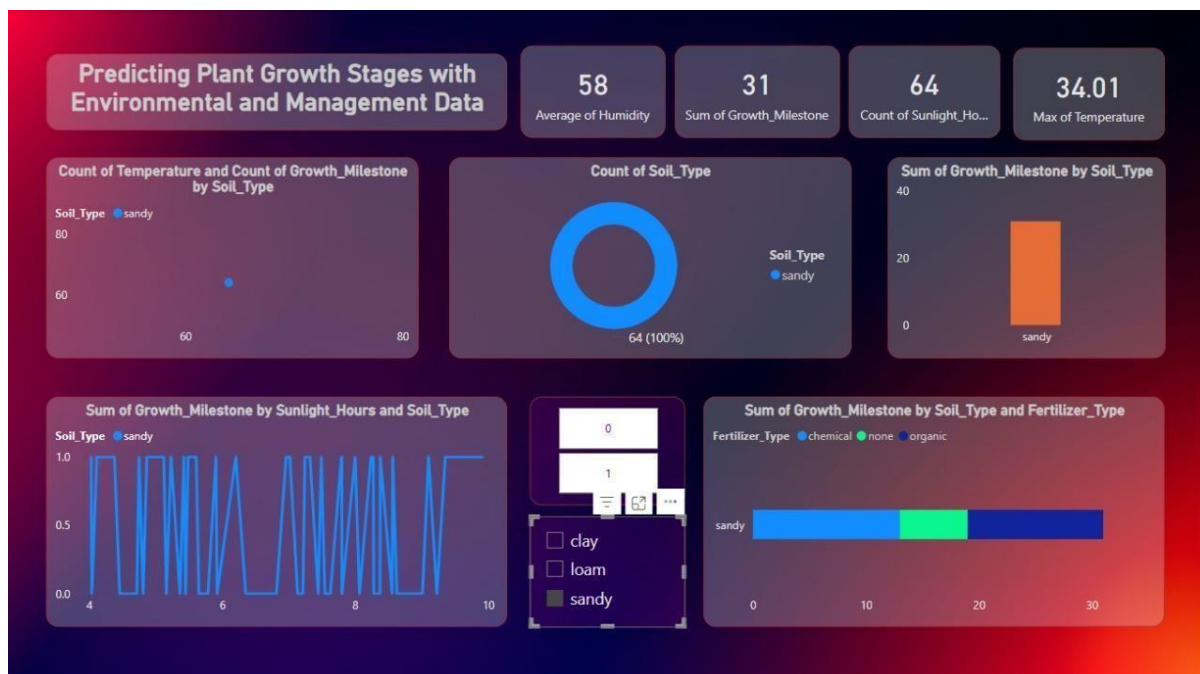 Predicting Plant Growth Stages with
Environmental and Management Data
58
Average of Humidity
31
Sum of Growth_Milestone
64
Count of Sunlight_Ho...
34.01
Max of Temperature
Count of Temperature and Count of Growth_Milestone
by Soil_Type
Soil_Type sandy
80
60
60 80
Count of Soil_Type
Soil_Type
sandy
64 (100%)
Sum of Growth_Milestone by Soil_Type
40
20
0
sandy
Sum of Growth_Milestone by Sunlight_Hours and Soil_Type
Soil_Type sandy
1.0
0.5
0.0
4 6 8 10
0
1
clay
loam
sandy
Sum of Growth_Milestone by Soil_Type and Fertilizer_Type
Fertilizer_Type chemical none organic
sandy
0 10 20 30